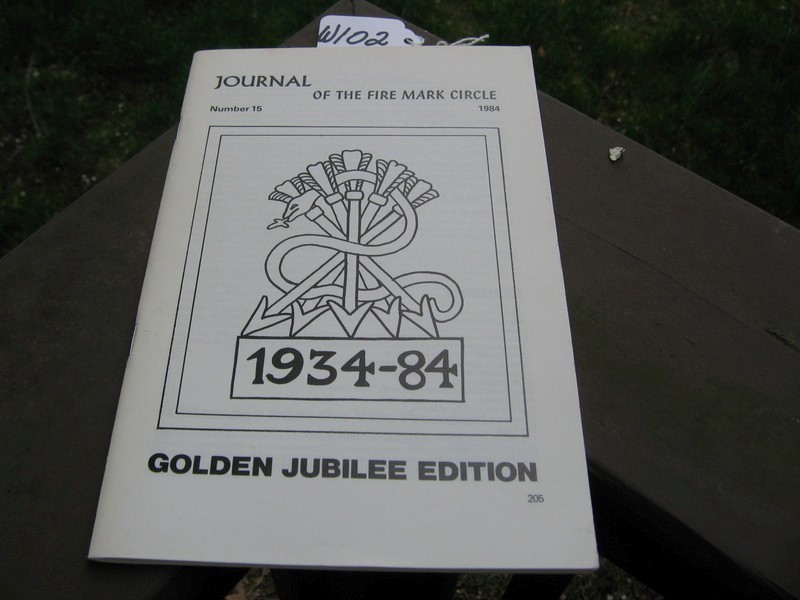 W102
JOURNAL
OF THE FIRE MARK CIRCLE
Number 15 1984
1934-84
GOLDEN JUBILEE EDITION
205